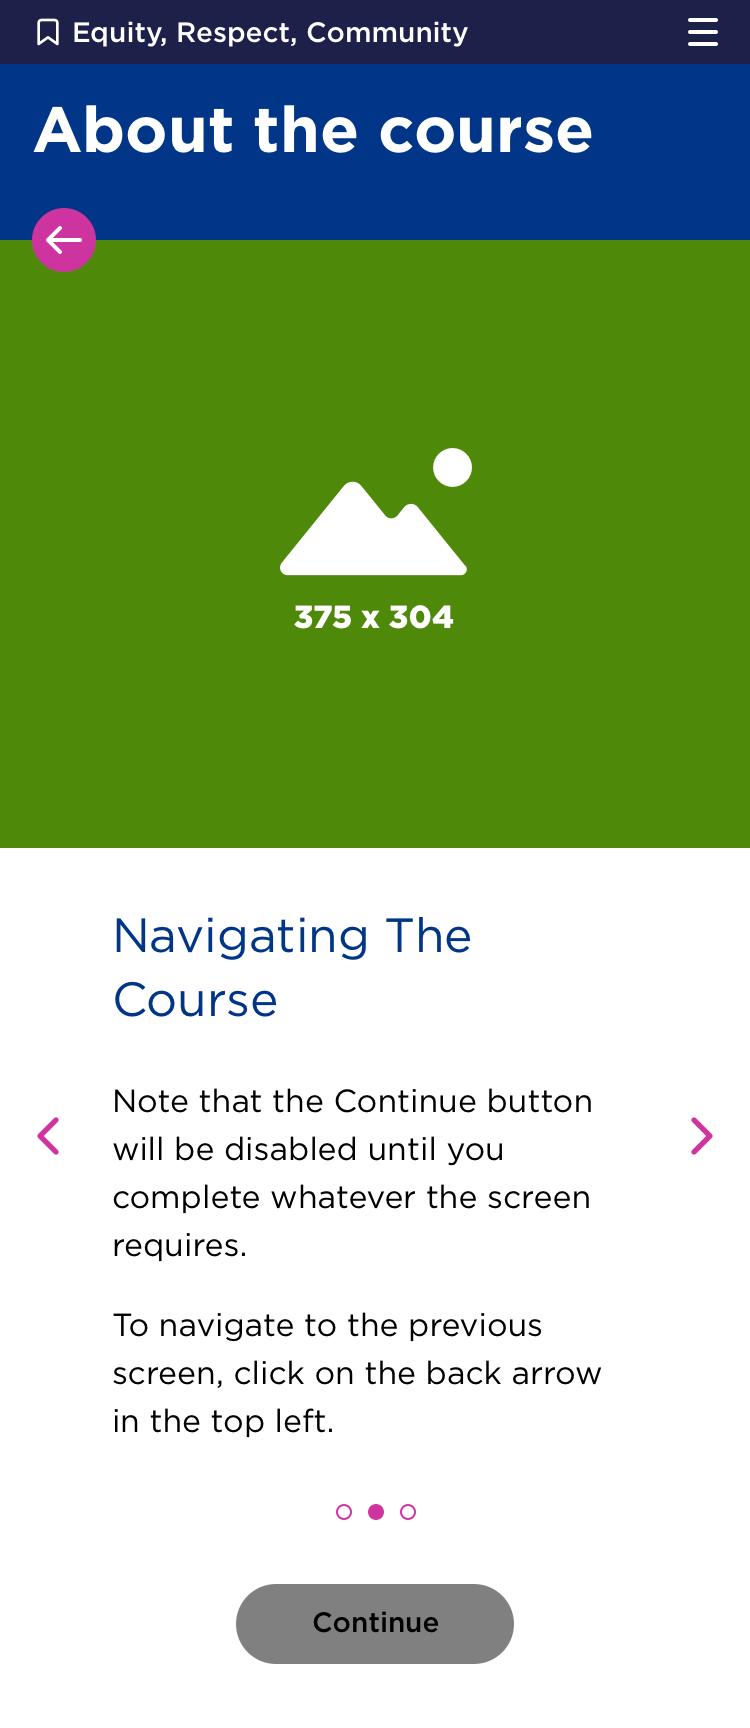 Equity, Respect, Community
About the course
375 x 304
Navigating The
Course
Note that the Continue button
will be disabled until you
complete whatever the screen
requires.
To navigate to the previous
screen, click on the back arrow
in the top left.
Continue